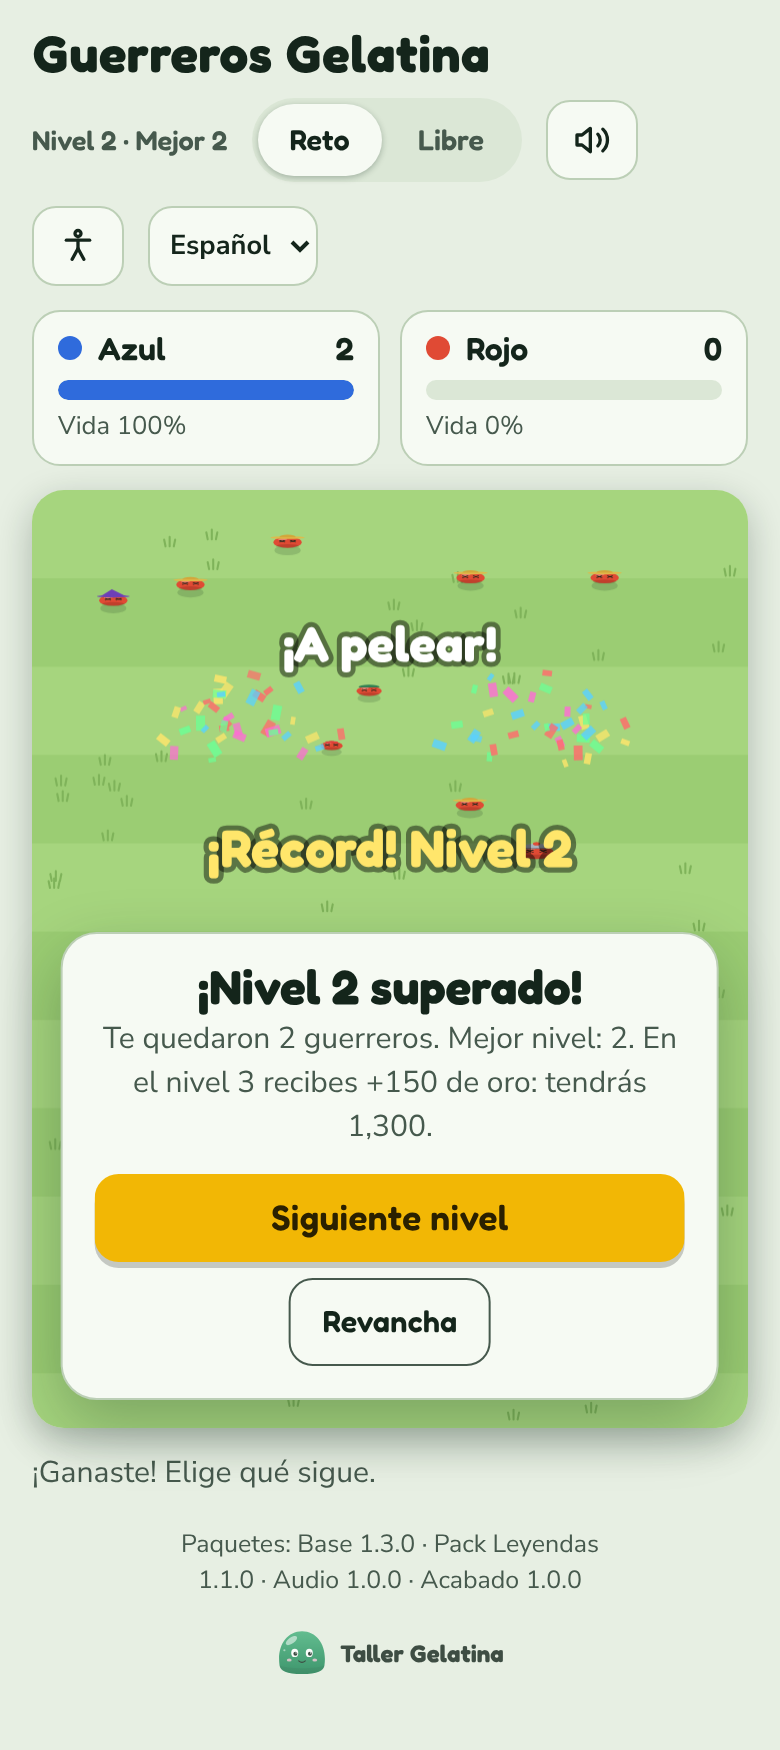 Guerreros Gelatina
Nivel 2 · Mejor 2
Reto
Libre
Español
Azul
2
Vida 100%
Rojo
0
Vida 0%
¡A pelear!
¡Récord! Nivel 2
¡Nivel 2 superado!
Te quedaron 2 guerreros. Mejor nivel: 2. En
el nivel 3 recibes +150 de oro: tendrás
1,300.
Siguiente nivel
Revancha
¡Ganaste! Elige qué sigue.
Paquetes: Base 1.3.0 · Pack Leyendas
1.1.0 · Audio 1.0.0 · Acabado 1.0.0
Taller Gelatina